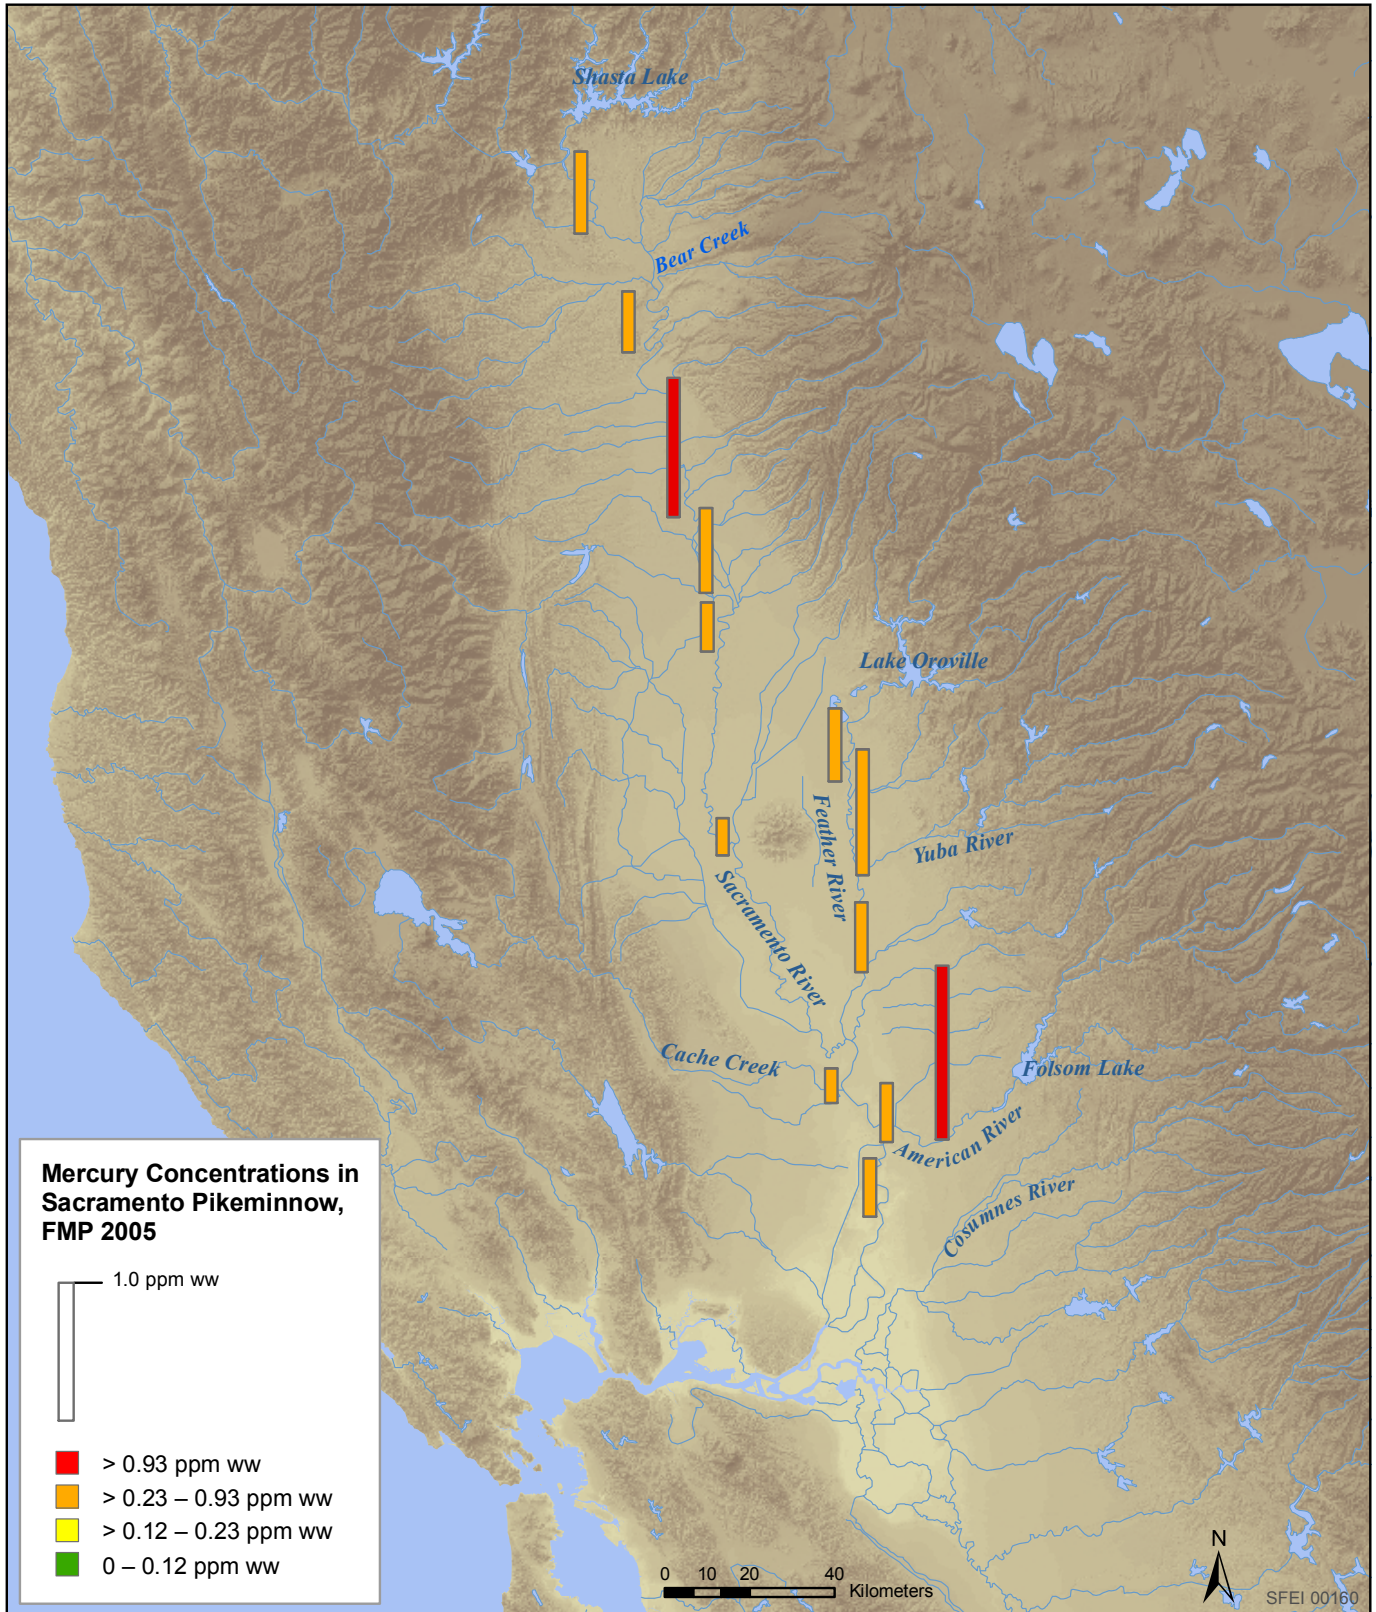 Shasta Lake
Bear Creek
Lake Oroville
Feather River
Yuba River
Sacramento River
Cache Creek
Folsom Lake
American River
Cosumnes River
Mercury Concentrations in
Sacramento Pikeminnow,
FMP 2005
1.0 ppm ww
> 0.93 ppm ww
> 0.23 – 0.93 ppm ww
> 0.12 – 0.23 ppm ww
0 – 0.12 ppm ww
0 10 20 40
Kilometers
N
SFEI 00160